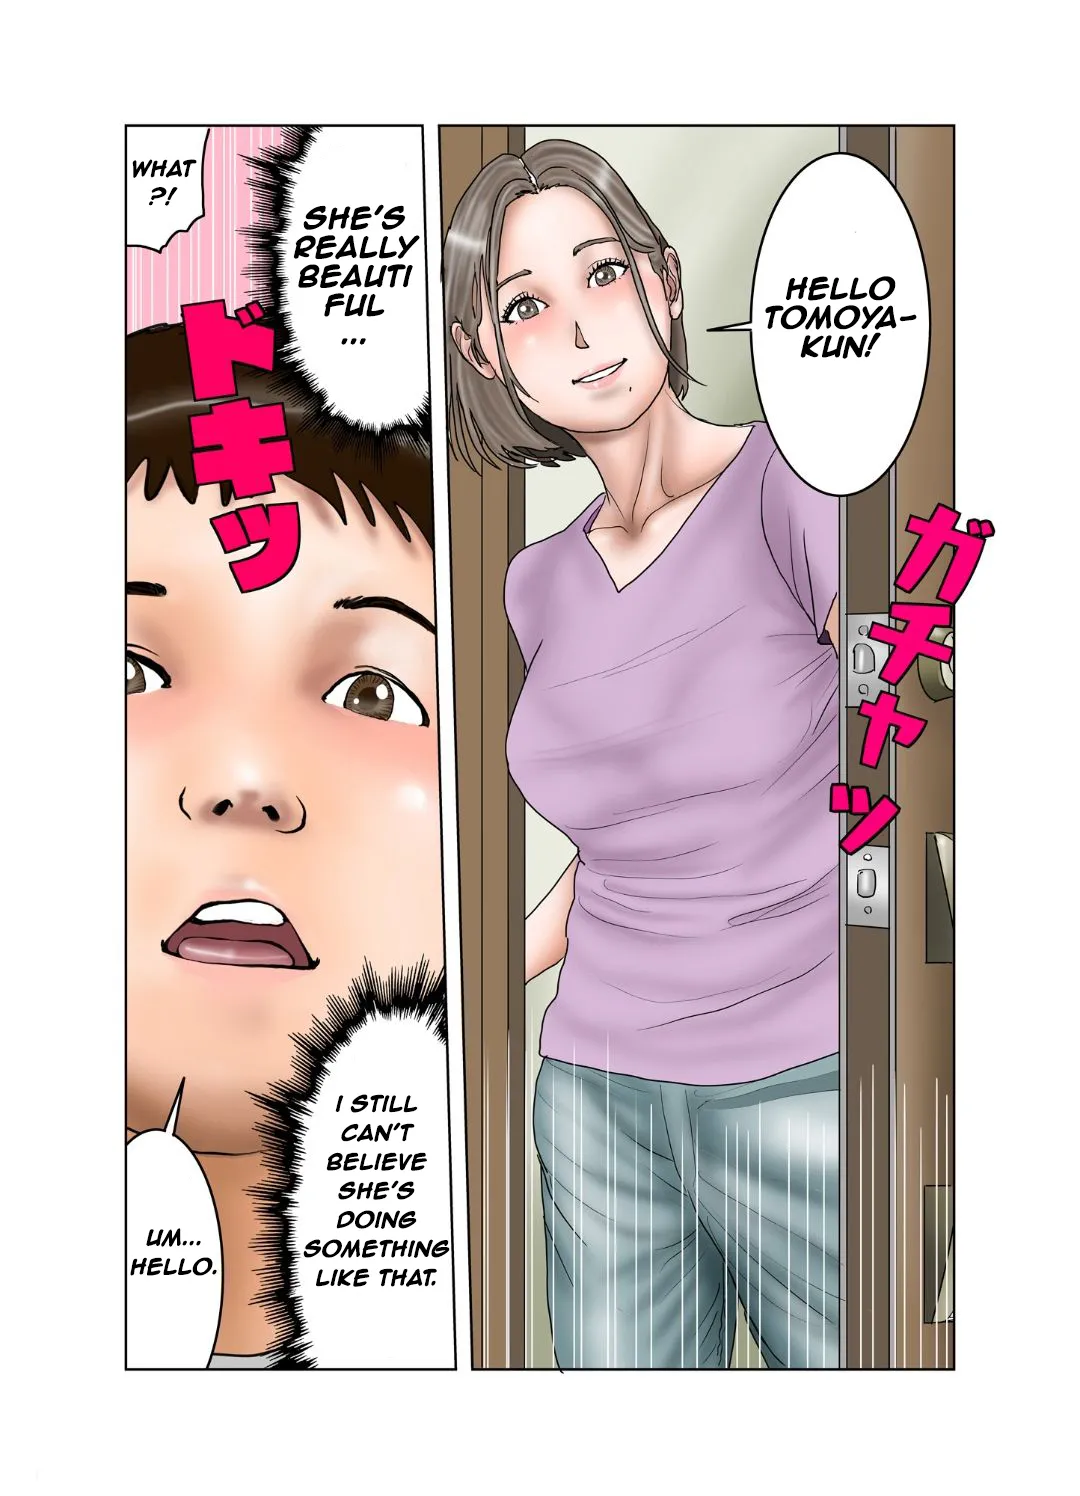 HELLO
TOMOYA-
KUN!
ガチャッ
SHE'S
REALLY
BEAUTI
FUL
...
WHAT
?!
ドキッ
I STILL
CAN'T
BELIEVE
SHE'S
DOING
SOMETHING
LIKE THAT.
UM...
HELLO.